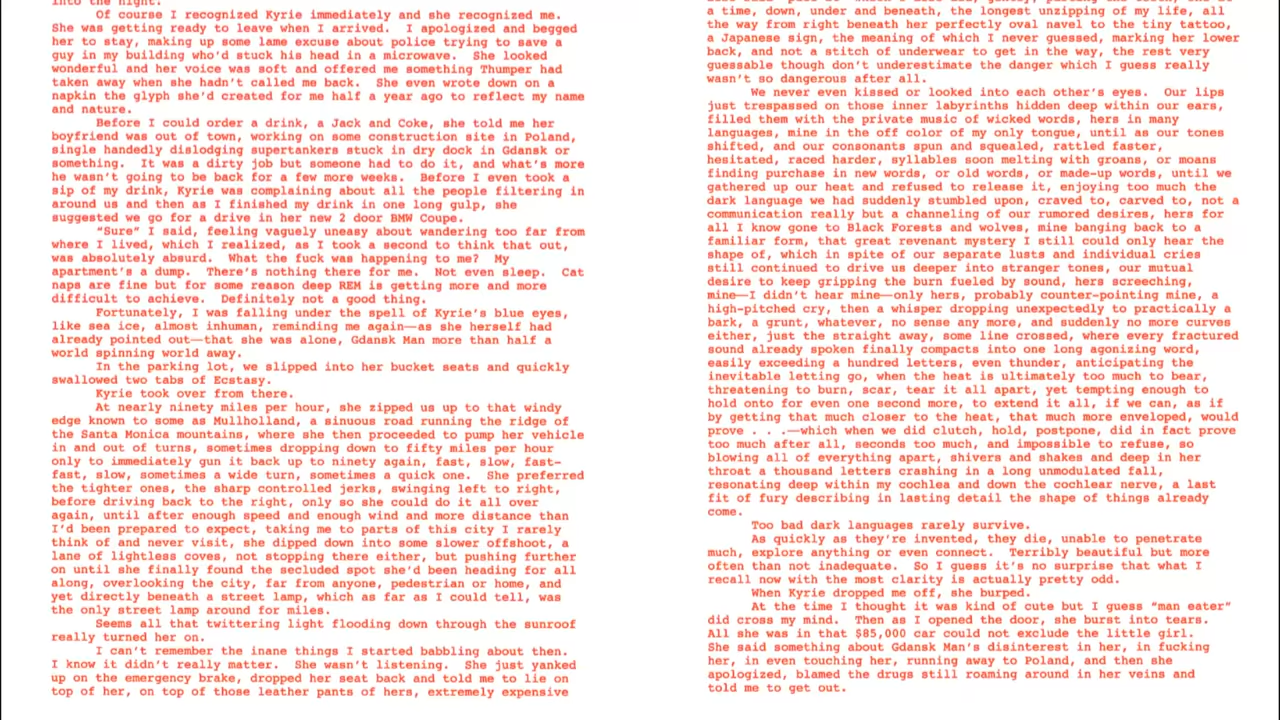 into the night.
Of course I recognized Kyrie immediately and she recognized me.
She was getting ready to leave when I arrived.  I apologized and begged
her to stay, making up some lame excuse about police trying to save a
guy in my building who'd stuck his head in a microwave.  She looked
wonderful and her voice was soft and offered me something Thumper had
taken away when she hadn't called me back.  She even wrote down on a
napkin the glyph she'd created for me half a year ago to reflect my name
and nature.
Before I could order a drink, a Jack and Coke, she told me her
boyfriend was out of town, working on some construction site in Poland,
single handedly dislodging supertankers stuck in dry dock in Gdansk or
something.  It was a dirty job but someone had to do it, and what's more
he wasn't going to be back for a few more weeks.  Before I even took a
sip of my drink, Kyrie was complaining about all the people filtering in
around us and then as I finished my drink in one long gulp, she
suggested we go for a drive in her new 2 door BMW Coupe.
"Sure" I said, feeling vaguely uneasy about wandering too far from
where I lived, which I realized, as I took a second to think that out,
was absolutely absurd.  What the fuck was happening to me?  My
apartment's a dump.  There's nothing there for me.  Not even sleep.  Cat
naps are fine but for some reason deep REM is getting more and more
difficult to achieve.  Definitely not a good thing.
Fortunately, I was falling under the spell of Kyrie's blue eyes,
like sea ice, almost inhuman, reminding me again—as she herself had
already pointed out—that she was alone, Gdansk Man more than half a
world spinning world away.
In the parking lot, we slipped into her bucket seats and quickly
swallowed two tabs of Ecstasy.
Kyrie took over from there.
At nearly ninety miles per hour, she zipped us up to that windy
edge known to some as Mullholland, a sinuous road running the ridge of
the Santa Monica mountains, where she then proceeded to pump her vehicle
in and out of turns, sometimes dropping down to fifty miles per hour
only to immediately gun it back up to ninety again, fast, slow, fast-
fast, slow, sometimes a wide turn, sometimes a quick one.  She preferred
the tighter ones, the sharp controlled jerks, swinging left to right,
before driving back to the right, only so she could do it all over
again, until after enough speed and enough wind and more distance than
I'd been prepared to expect, taking me to parts of this city I rarely
think of and never visit, she dipped down into some slower offshoot, a
lane of lightless coves, not stopping there either, but pushing further
on until she finally found the secluded spot she'd been heading for all
along, overlooking the city, far from anyone, pedestrian or home, and
yet directly beneath a street lamp, which as far as I could tell, was
the only street lamp around for miles.
Seems all that twittering light flooding down through the sunroof
really turned her on.
I can't remember the inane things I started babbling about then.
I know it didn't really matter.  She wasn't listening.  She just yanked
up on the emergency brake, dropped her seat back and told me to lie on
top of her, on top of those leather pants of hers, extremely expensive
a time, down, under and beneath, the longest unzipping of my life, all
the way from right beneath her perfectly oval navel to the tiny tattoo,
a Japanese sign, the meaning of which I never guessed, marking her lower
back, and not a stitch of underwear to get in the way, the rest very
guessable though don't underestimate the danger which I guess really
wasn't so dangerous after all.
We never even kissed or looked into each other's eyes.  Our lips
just trespassed on those inner labyrinths hidden deep within our ears,
filled them with the private music of wicked words, hers in many
languages, mine in the off color of my only tongue, until as our tones
shifted, and our consonants spun and squealed, rattled faster,
hesitated, raced harder, syllables soon melting with groans, or moans
finding purchase in new words, or old words, or made-up words, until we
gathered up our heat and refused to release it, enjoying too much the
dark language we had suddenly stumbled upon, craved to, carved to, not a
communication really but a channeling of our rumored desires, hers for
all I know gone to Black Forests and wolves, mine banging back to a
familiar form, that great revenant mystery I still could only hear the
shape of, which in spite of our separate lusts and individual cries
still continued to drive us deeper into stranger tones, our mutual
desire to keep gripping the burn fueled by sound, hers screeching,
mine—I didn't hear mine—only hers, probably counter-pointing mine, a
high-pitched cry, then a whisper dropping unexpectedly to practically a
bark, a grunt, whatever, no sense any more, and suddenly no more curves
either, just the straight away, some line crossed, where every fractured
sound already spoken finally compacts into one long agonizing word,
easily exceeding a hundred letters, even thunder, anticipating the
inevitable letting go, when the heat is ultimately too much to bear,
threatening to burn, scar, tear it all apart, yet tempting enough to
hold onto for even one second more, to extend it all, if we can, as if
by getting that much closer to the heat, that much more enveloped, would
prove . . .—which when we did clutch, hold, postpone, did in fact prove
too much after all, seconds too much, and impossible to refuse, so
blowing all of everything apart, shivers and shakes and deep in her
throat a thousand letters crashing in a long unmodulated fall,
resonating deep within my cochlea and down the cochlear nerve, a last
fit of fury describing in lasting detail the shape of things already
come.
Too bad dark languages rarely survive.
As quickly as they're invented, they die, unable to penetrate
much, explore anything or even connect.  Terribly beautiful but more
often than not inadequate.  So I guess it's no surprise that what I
recall now with the most clarity is actually pretty odd.
When Kyrie dropped me off, she burped.
At the time I thought it was kind of cute but I guess "man eater"
did cross my mind.  Then as I opened the door, she burst into tears.
All she was in that $85,000 car could not exclude the little girl.
She said something about Gdansk Man's disinterest in her, in fucking
her, in even touching her, running away to Poland, and then she
apologized, blamed the drugs still roaming around in her veins and
told me to get out.